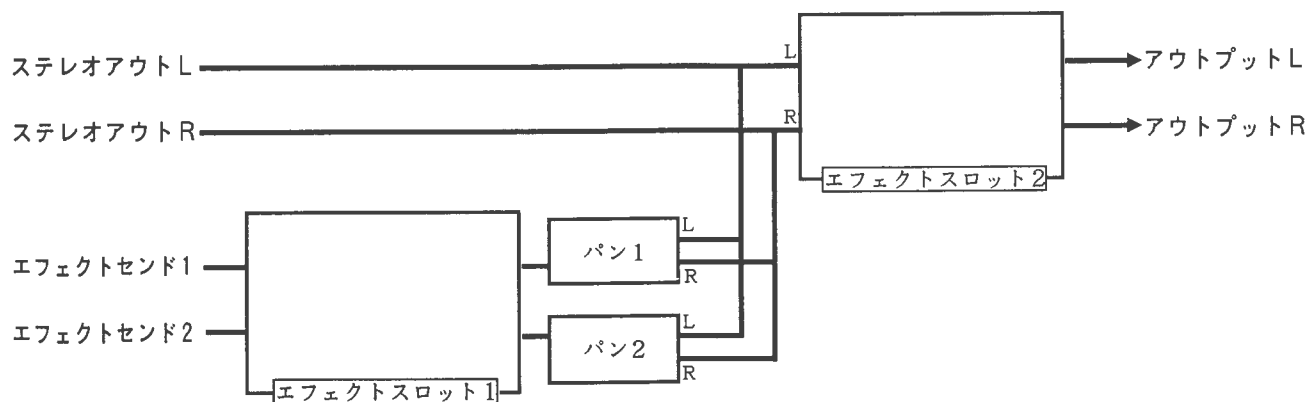 ステレオアウトL
L
アウトプットL
ステレオアウトR
R
アウトプットR
エフェクトスロット2
エフェクトセンド1
パン1
L
R
エフェクトセンド2
パン2
L
R
エフェクトスロット1